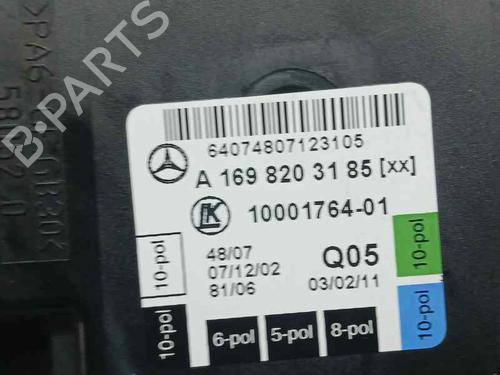 >PA6
64074807123105
A 169 820 31 85 [xx]
K
10001764-01
48/07
07/12/02
81/06
Q05
03/02/11
10-pol
10-pol
6-pol
5-pol
8-pol
10-pol
10-pol